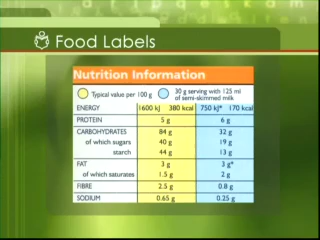 Food Labels
Nutrition Information
Typical value per 100 g
30 g serving with 125 ml
of semi-skimmed milk
ENERGY 1600 kJ 380 kcal 750 kJ* 170 kcal
PROTEIN 5 g 6 g
CARBOHYDRATES 84 g 32 g
of which sugars 40 g 19 g
starch 44 g 13 g
FAT 3 g 3 g*
of which saturates 1.5 g 2 g
FIBRE 2.5 g 0.8 g
SODIUM 0.65 g 0.25 g